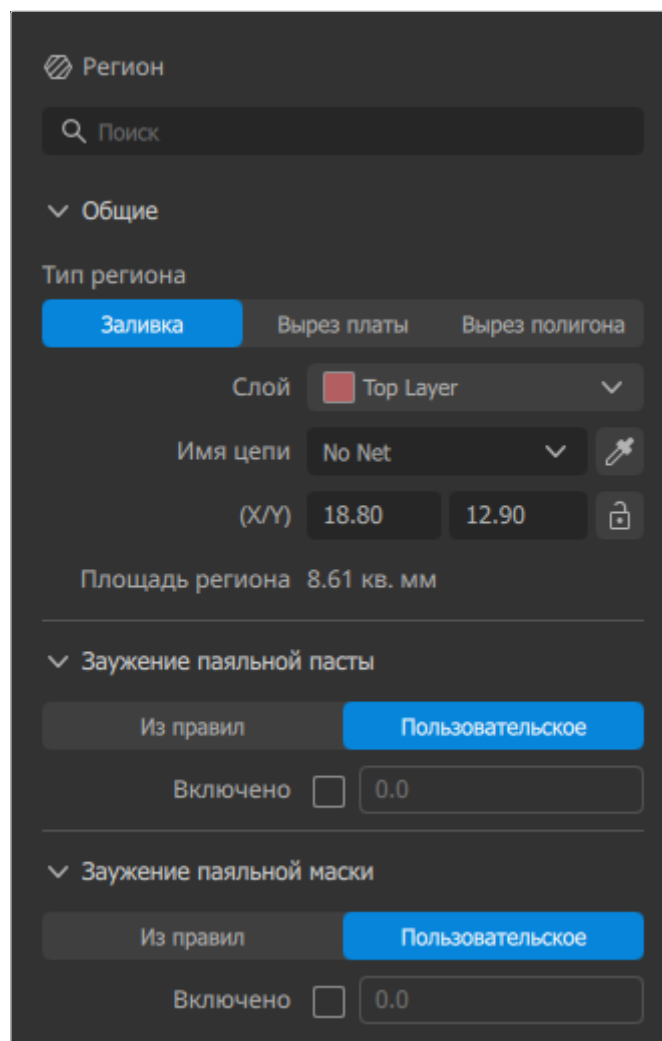 Регион
Поиск
Общие
Тип региона
Заливка Вырез платы Вырез полигона
Слой Top Layer
Имя цепи No Net
(X/Y) 18.80 12.90
Площадь региона 8.61 кв. мм
Заужение паяльной пасты
Из правил Пользовательское
Включено 0.0
Заужение паяльной маски
Из правил Пользовательское
Включено 0.0